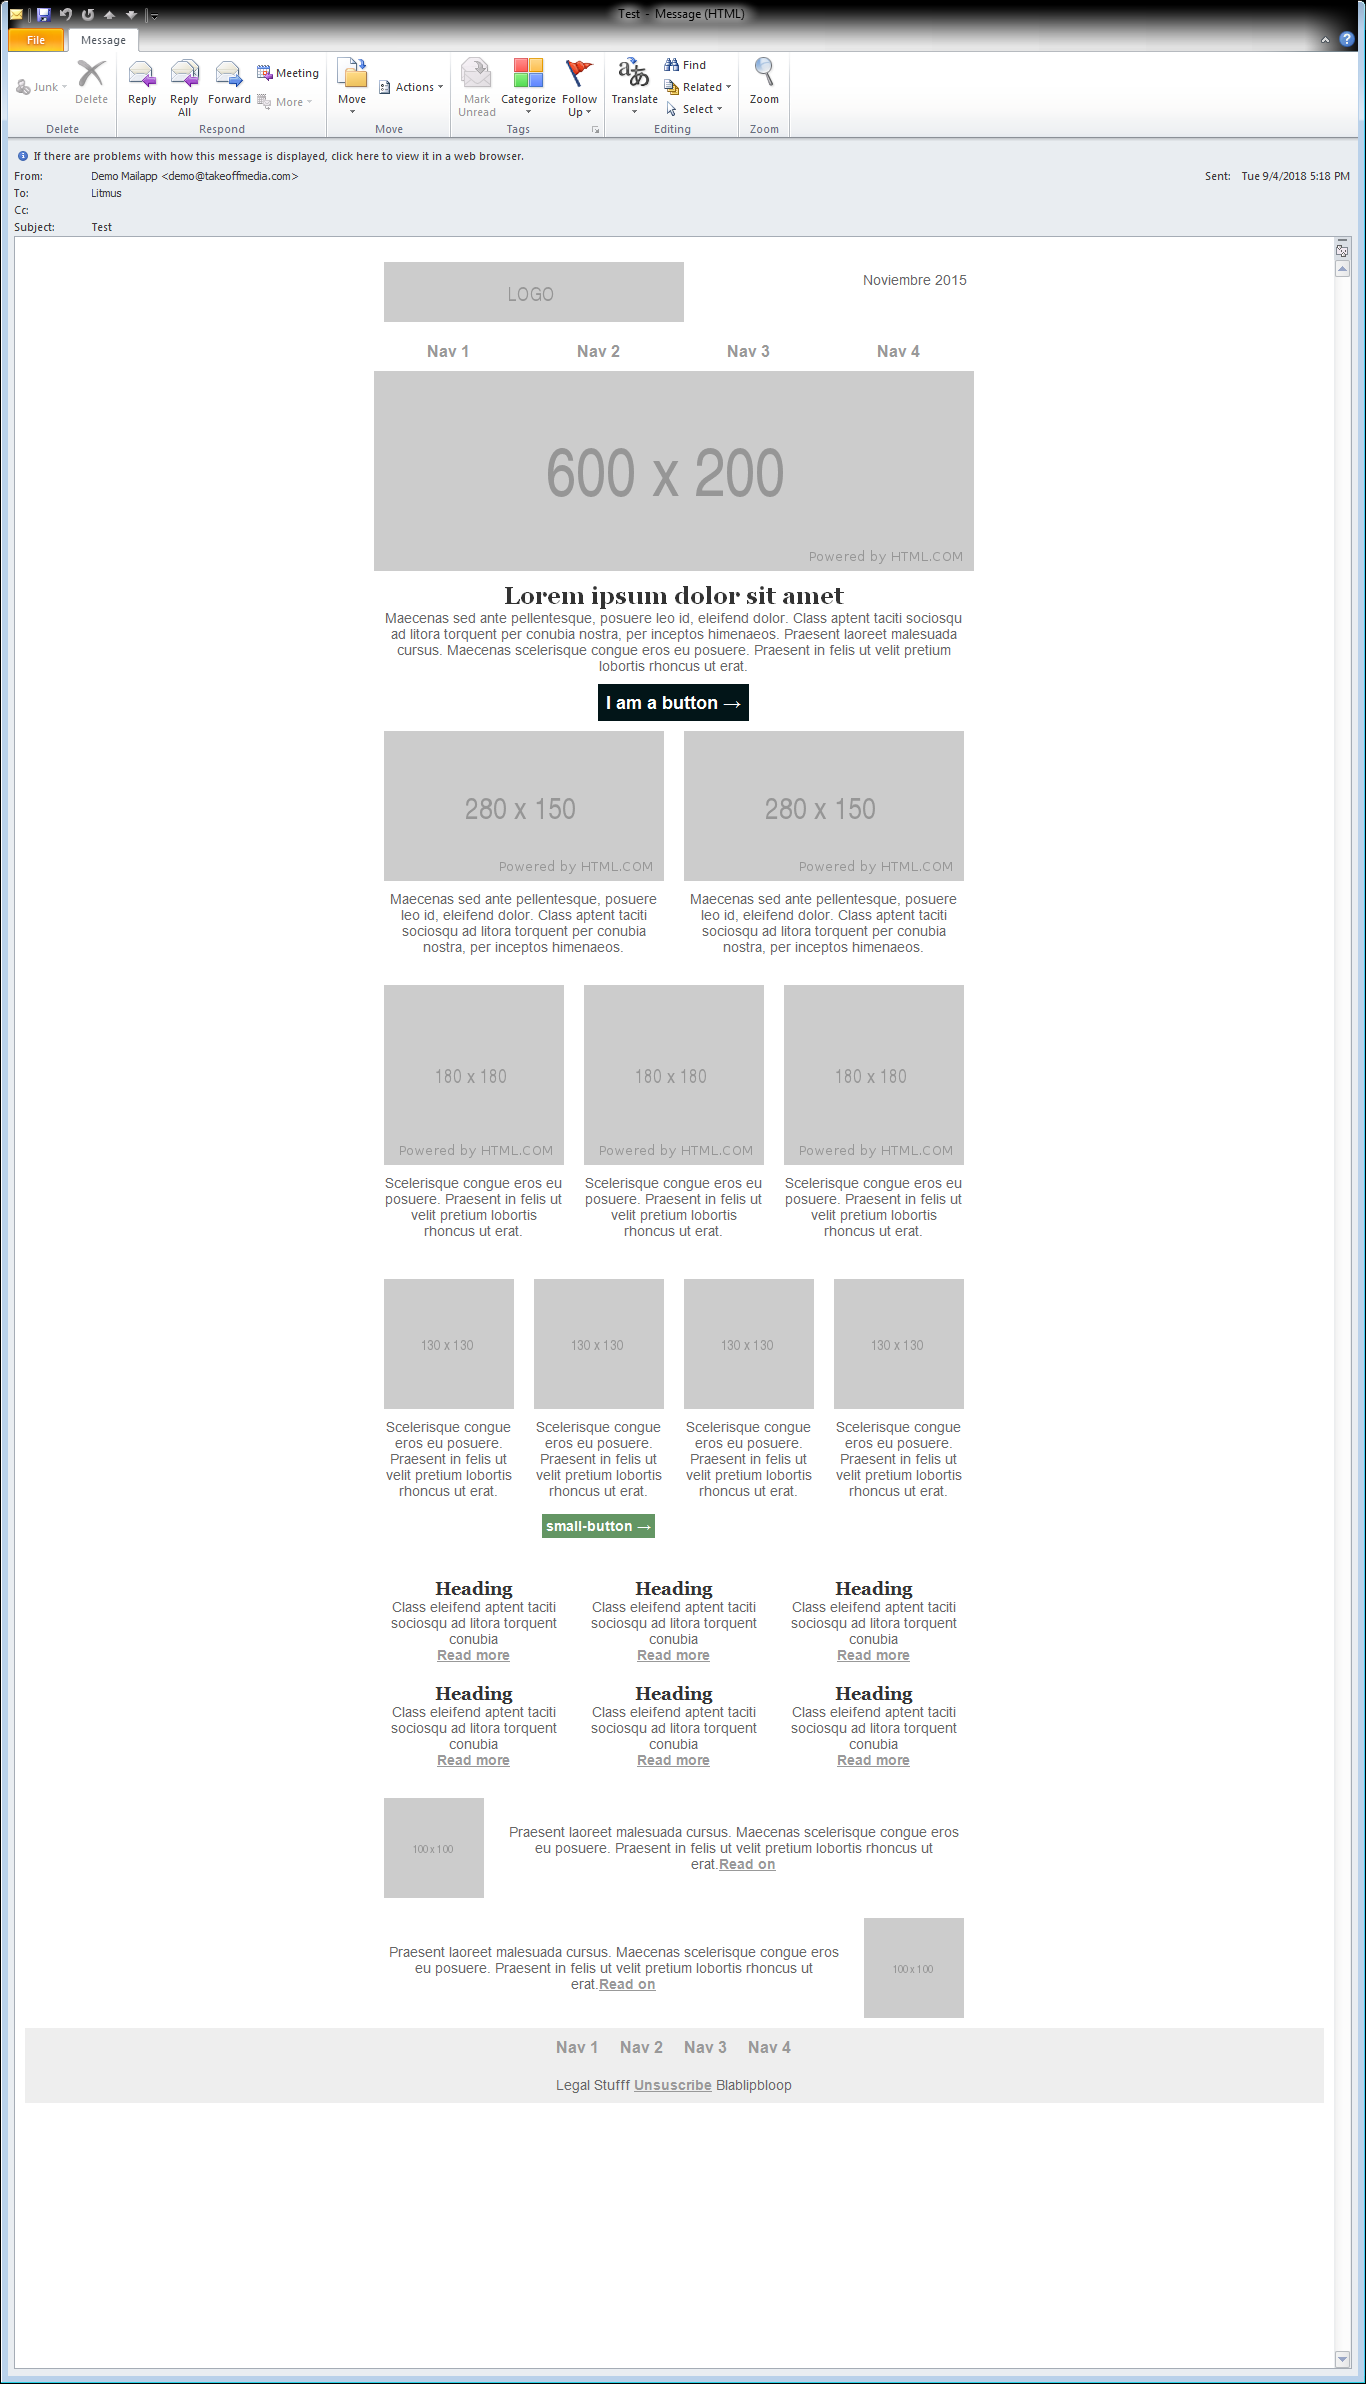 Test - Message (HTML)
File Message
Junk Delete Reply Reply All Forward Meeting More Move Actions Mark Unread Categorize Follow Up Translate Find Related Select Zoom
Delete Respond Move Tags Editing Zoom
If there are problems with how this message is displayed, click here to view it in a web browser.
From: Demo Mailapp <demo@takeoffmedia.com> Sent: Tue 9/4/2018 5:18 PM
To: Litmus
Cc:
Subject: Test
LOGO
Noviembre 2015
Nav 1 Nav 2 Nav 3 Nav 4
600 x 200
Powered by HTML.COM
Lorem ipsum dolor sit amet
Maecenas sed ante pellentesque, posuere leo id, eleifend dolor. Class aptent taciti sociosqu
ad litora torquent per conubia nostra, per inceptos himenaeos. Praesent laoreet malesuada
cursus. Maecenas scelerisque congue eros eu posuere. Praesent in felis ut velit pretium
lobortis rhoncus ut erat.
I am a button →
280 x 150
Powered by HTML.COM
Maecenas sed ante pellentesque, posuere
leo id, eleifend dolor. Class aptent taciti
sociosqu ad litora torquent per conubia
nostra, per inceptos himenaeos.
280 x 150
Powered by HTML.COM
Maecenas sed ante pellentesque, posuere
leo id, eleifend dolor. Class aptent taciti
sociosqu ad litora torquent per conubia
nostra, per inceptos himenaeos.
180 x 180
Powered by HTML.COM
Scelerisque congue eros eu
posuere. Praesent in felis ut
velit pretium lobortis
rhoncus ut erat.
180 x 180
Powered by HTML.COM
Scelerisque congue eros eu
posuere. Praesent in felis ut
velit pretium lobortis
rhoncus ut erat.
180 x 180
Powered by HTML.COM
Scelerisque congue eros eu
posuere. Praesent in felis ut
velit pretium lobortis
rhoncus ut erat.
130 x 130
Scelerisque congue
eros eu posuere.
Praesent in felis ut
velit pretium lobortis
rhoncus ut erat.
130 x 130
Scelerisque congue
eros eu posuere.
Praesent in felis ut
velit pretium lobortis
rhoncus ut erat.
small-button →
130 x 130
Scelerisque congue
eros eu posuere.
Praesent in felis ut
velit pretium lobortis
rhoncus ut erat.
130 x 130
Scelerisque congue
eros eu posuere.
Praesent in felis ut
velit pretium lobortis
rhoncus ut erat.
Heading
Class eleifend aptent taciti
sociosqu ad litora torquent
conubia
Read more
Heading
Class eleifend aptent taciti
sociosqu ad litora torquent
conubia
Read more
Heading
Class eleifend aptent taciti
sociosqu ad litora torquent
conubia
Read more
Heading
Class eleifend aptent taciti
sociosqu ad litora torquent
conubia
Read more
Heading
Class eleifend aptent taciti
sociosqu ad litora torquent
conubia
Read more
Heading
Class eleifend aptent taciti
sociosqu ad litora torquent
conubia
Read more
100 x 100
Praesent laoreet malesuada cursus. Maecenas scelerisque congue eros
eu posuere. Praesent in felis ut velit pretium lobortis rhoncus ut
erat.Read on
Praesent laoreet malesuada cursus. Maecenas scelerisque congue eros
eu posuere. Praesent in felis ut velit pretium lobortis rhoncus ut
erat.Read on
100 x 100
Nav 1 Nav 2 Nav 3 Nav 4
Legal Stufff Unsuscribe Blablipbloop